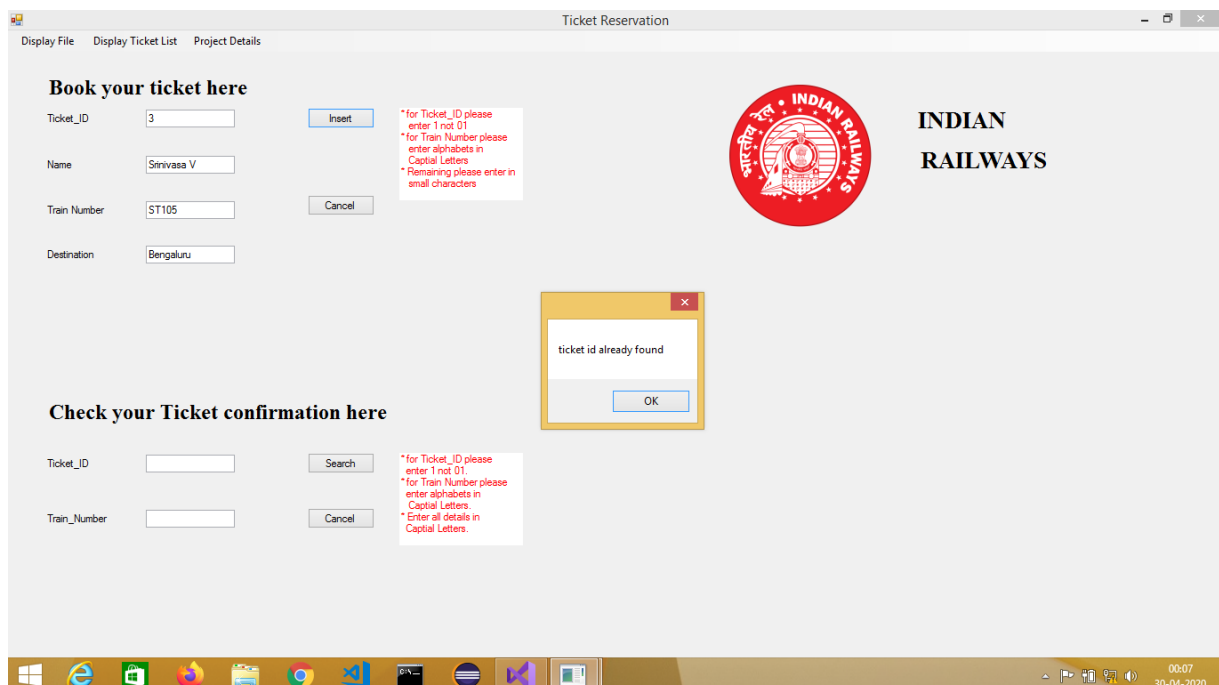 Ticket Reservation
Display File Display Ticket List Project Details
Book your ticket here
Ticket_ID
3
Insert
* for Ticket_ID please
enter 1 not 01
* for Train Number please
enter alphabets in
Captial Letters
* Remaining please enter in
small characters
Name
Srinivasa V
Train Number
ST105
Cancel
Destination
Bengaluru
भारतीय रेल • INDIAN RAILWAYS
INDIAN
RAILWAYS
ticket id already found
OK
Check your Ticket confirmation here
Ticket_ID
Search
* for Ticket_ID please
enter 1 not 01.
* for Train Number please
enter alphabets in
Captial Letters.
* Enter all details in
Captial Letters.
Train_Number
Cancel
00:07
30-04-2020